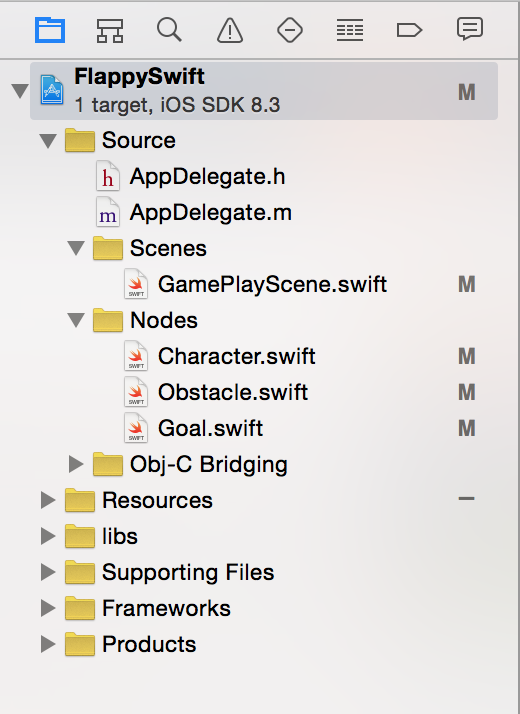 FlappySwift
M
1 target, iOS SDK 8.3
Source
h AppDelegate.h
m AppDelegate.m
Scenes
SWIFT GamePlayScene.swift M
Nodes
SWIFT Character.swift M
SWIFT Obstacle.swift M
SWIFT Goal.swift M
Obj-C Bridging
Resources –
libs
Supporting Files
Frameworks
Products